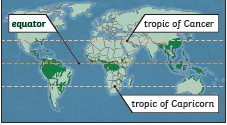 equator
tropic of Cancer
tropic of Capricorn